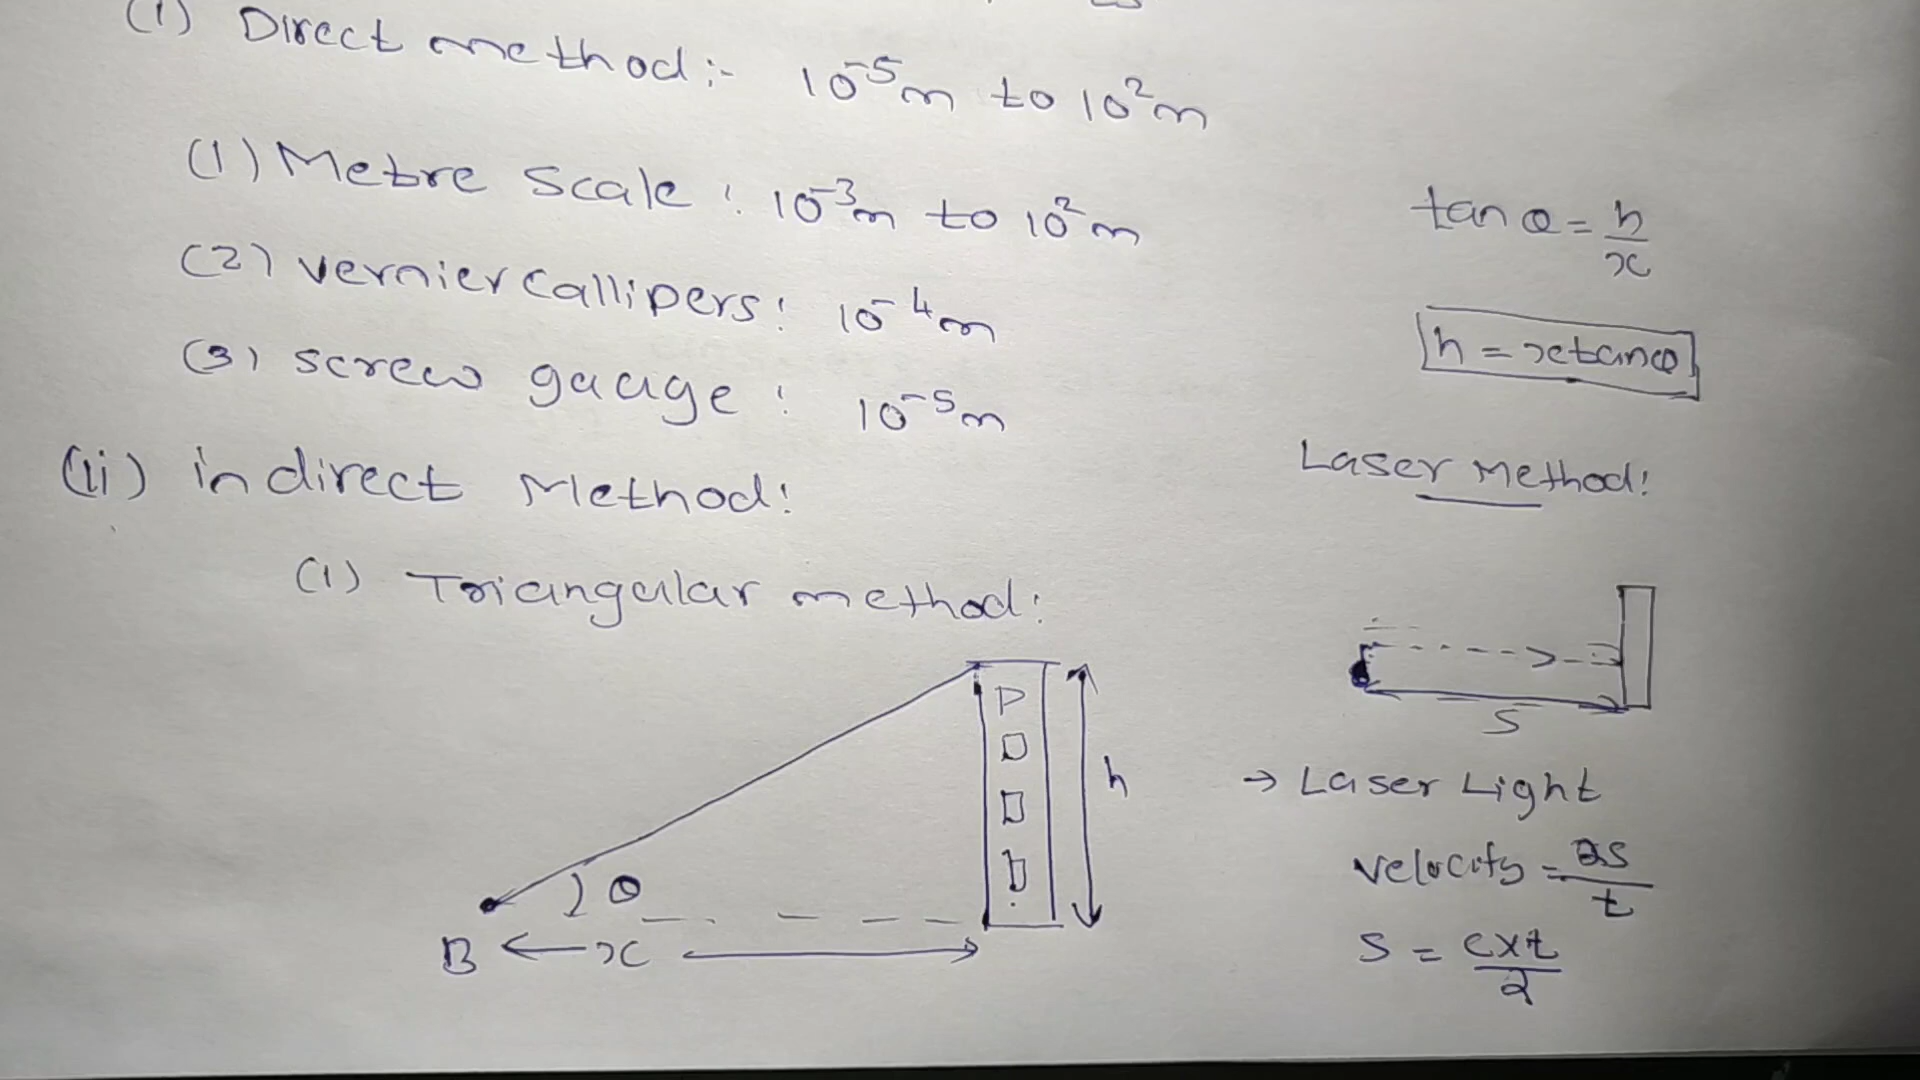 (i) Direct method :- 10⁻⁵m to 10²m
(1) Metre Scale : 10⁻³m to 10²m
(2) vernier callipers : 10⁻⁴m
(3) screw gauge : 10⁻⁵m
(ii) indirect Method :
(1) Triangular method :
h
θ
B x
tan θ = h/x
h = x tan θ
Laser Method :
S
→ Laser Light
velocity = 2s/t
S = c×t/2